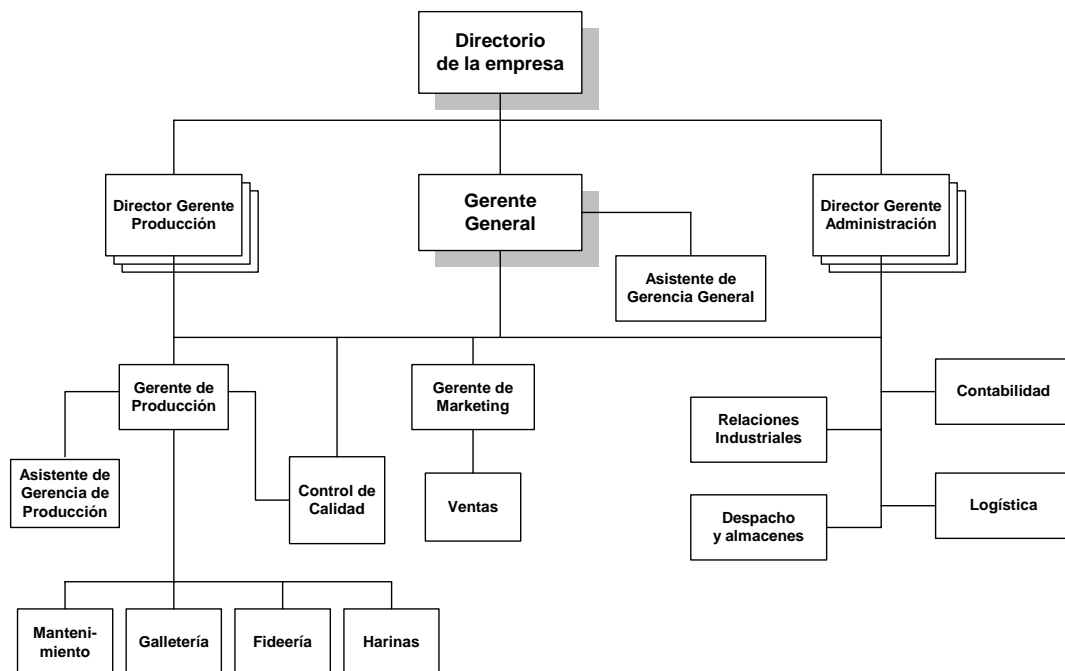 Directorio
de la empresa
Director Gerente
Producción
Gerente
General
Director Gerente
Administración
Asistente de
Gerencia General
Gerente de
Producción
Gerente de
Marketing
Contabilidad
Relaciones
Industriales
Asistente de
Gerencia de
Producción
Control de
Calidad
Ventas
Logística
Despacho
y almacenes
Manteni-
miento
Galletería
Fideería
Harinas